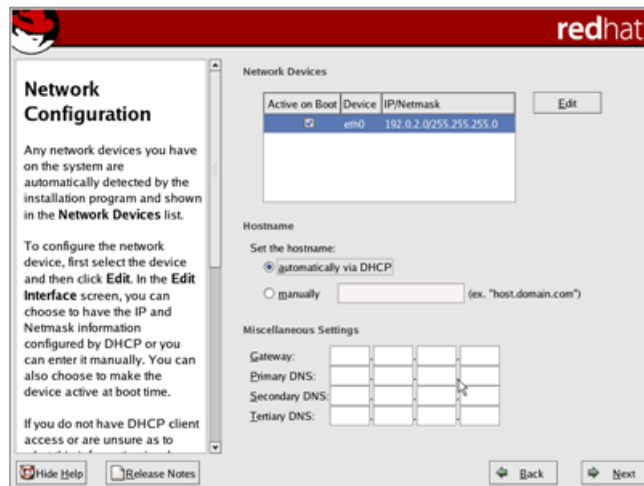 redhat
Network
Configuration
Any network devices you have
on the system are
automatically detected by the
installation program and shown
in the Network Devices list.
To configure the network
device, first select the device
and then click Edit. In the Edit
Interface screen, you can
choose to have the IP and
Netmask information
configured by DHCP or you
can enter it manually. You can
also choose to make the
device active at boot time.
If you do not have DHCP client
access or are unsure as to
Network Devices
Active on Boot Device IP/Netmask
eth0 192.0.2.0/255.255.255.0
Edit
Hostname
Set the hostname:
automatically via DHCP
manually (ex. "host.domain.com")
Miscellaneous Settings
Gateway:
Primary DNS:
Secondary DNS:
Tertiary DNS:
Hide Help Release Notes Back Next